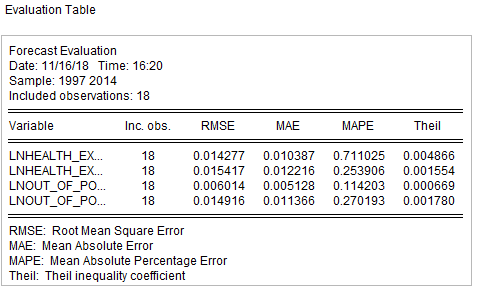 Evaluation Table
Forecast Evaluation
Date: 11/16/18 Time: 16:20
Sample: 1997 2014
Included observations: 18
Variable Inc. obs. RMSE MAE MAPE Theil
LNHEALTH_EX... 18 0.014277 0.010387 0.711025 0.004866
LNHEALTH_EX... 18 0.015417 0.012216 0.253906 0.001554
LNOUT_OF_PO... 18 0.006014 0.005128 0.114203 0.000669
LNOUT_OF_PO... 18 0.014916 0.011366 0.270193 0.001780
RMSE: Root Mean Square Error
MAE: Mean Absolute Error
MAPE: Mean Absolute Percentage Error
Theil: Theil inequality coefficient